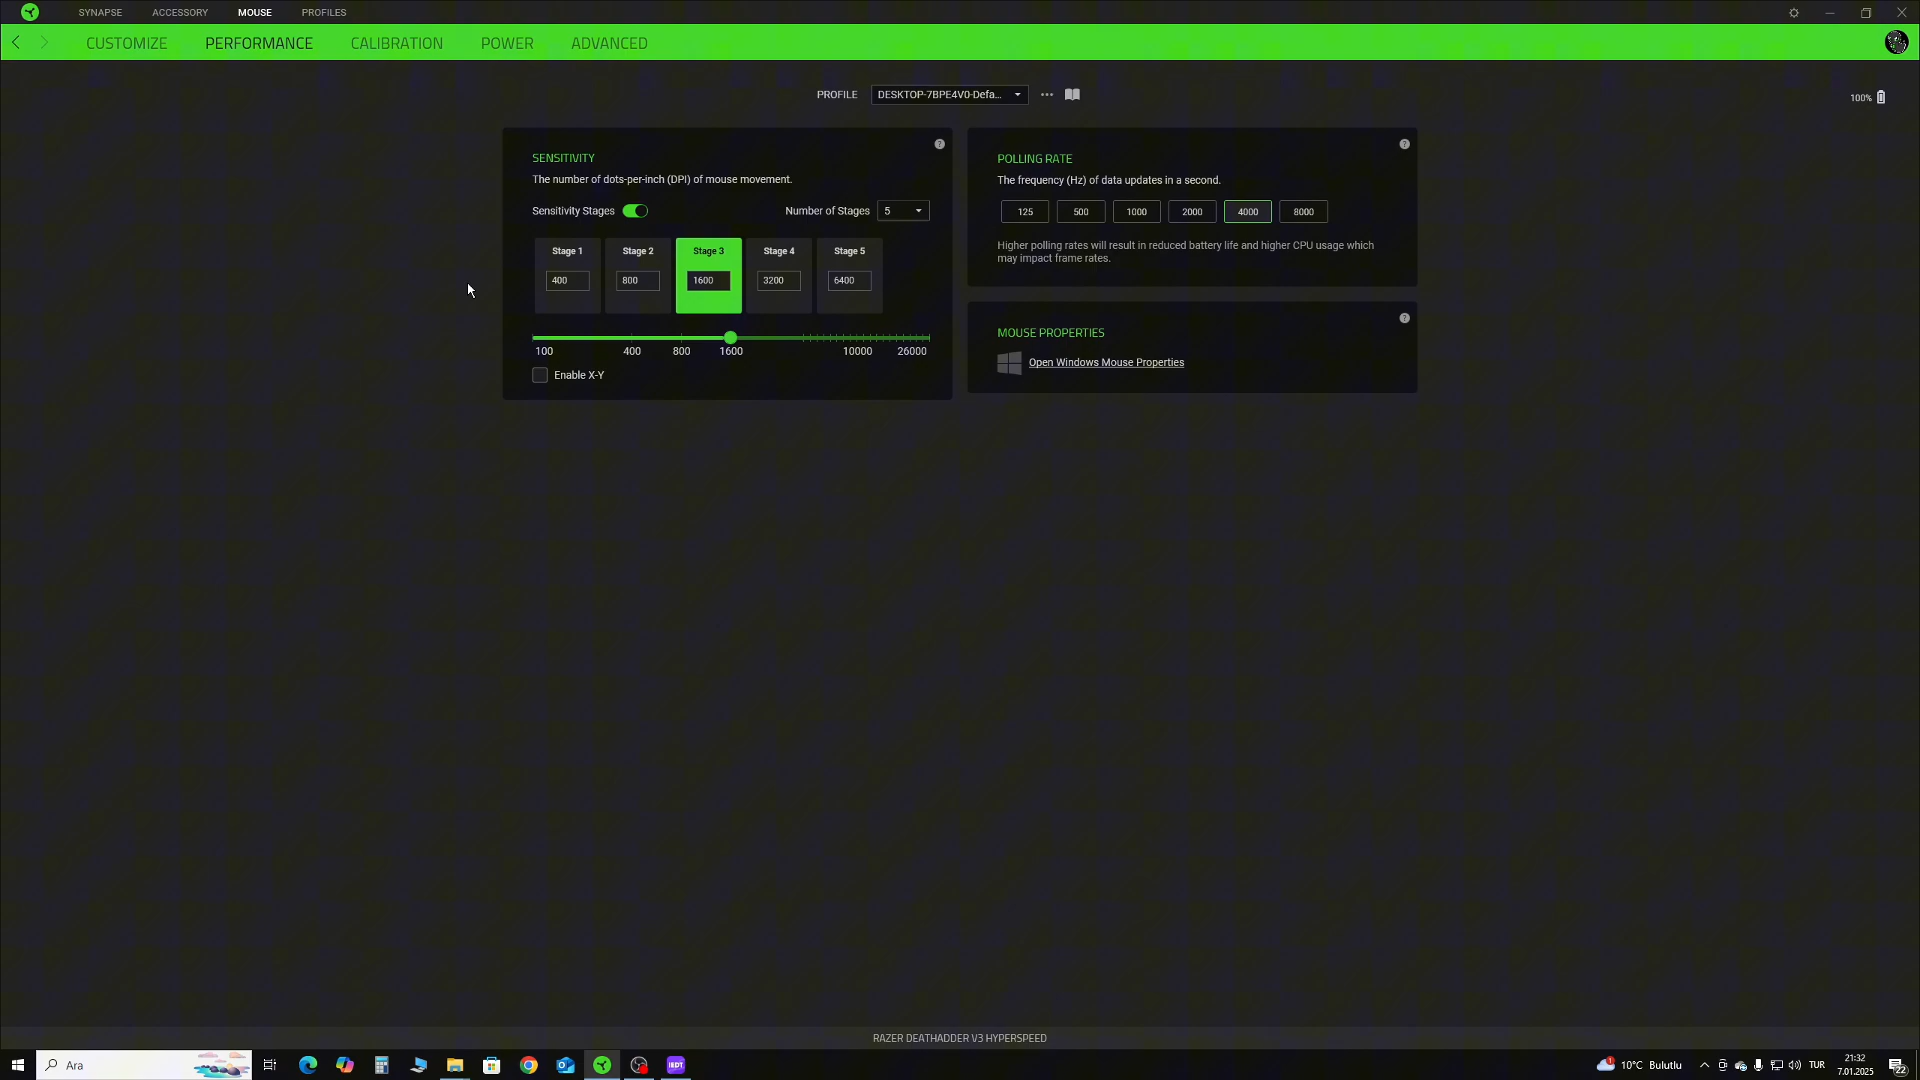 SYNAPSE ACCESSORY MOUSE PROFILES
CUSTOMIZE PERFORMANCE CALIBRATION POWER ADVANCED
PROFILE DESKTOP-7BPE4V0-Defa...
100%
SENSITIVITY
The number of dots-per-inch (DPI) of mouse movement.
Sensitivity Stages Number of Stages 5
Stage 1 Stage 2 Stage 3 Stage 4 Stage 5
400 800 1600 3200 6400
100 400 800 1600 10000 26000
Enable X-Y
POLLING RATE
The frequency (Hz) of data updates in a second.
125 500 1000 2000 4000 8000
Higher polling rates will result in reduced battery life and higher CPU usage which
may impact frame rates.
MOUSE PROPERTIES
Open Windows Mouse Properties
RAZER DEATHADDER V3 HYPERSPEED
Ara
10°C Bulutlu
TUR
21:32
7.01.2025
22